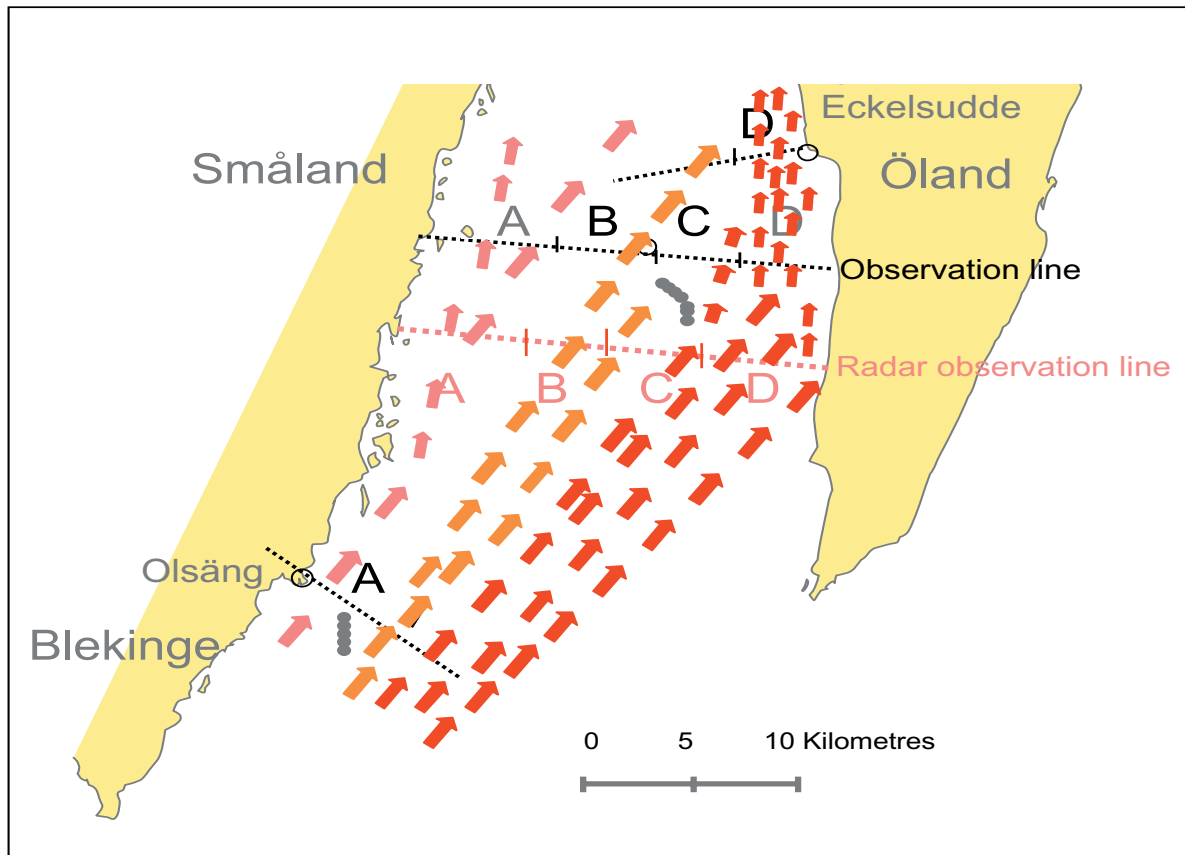 Eckelsudde
D
Småland
Öland
A
B
C
D
Observation line
Radar observation line
A
B
C
D
Olsäng
A
Blekinge
0 5 10 Kilometres